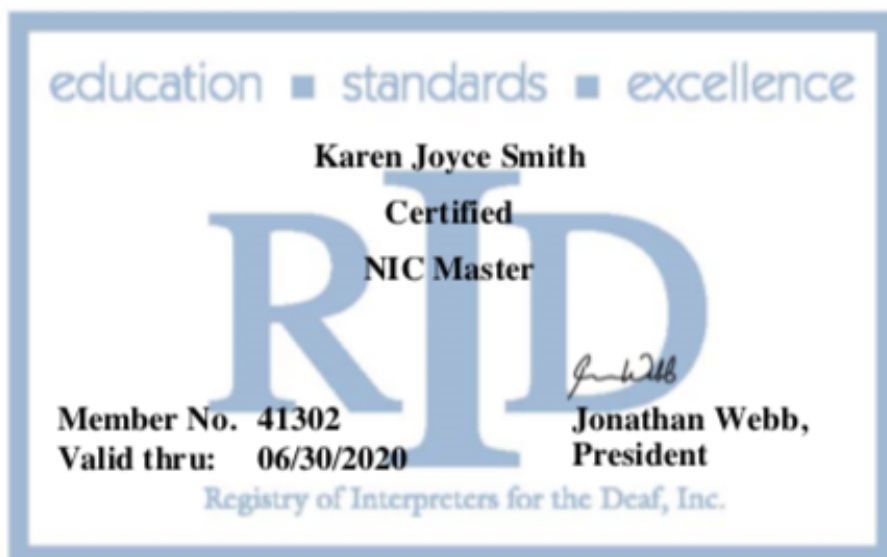 education ■ standards ■ excellence
Karen Joyce Smith
Certified
NIC Master
RID
Jonathan Webb,
President
Member No. 41302
Valid thru: 06/30/2020
Registry of Interpreters for the Deaf, Inc.